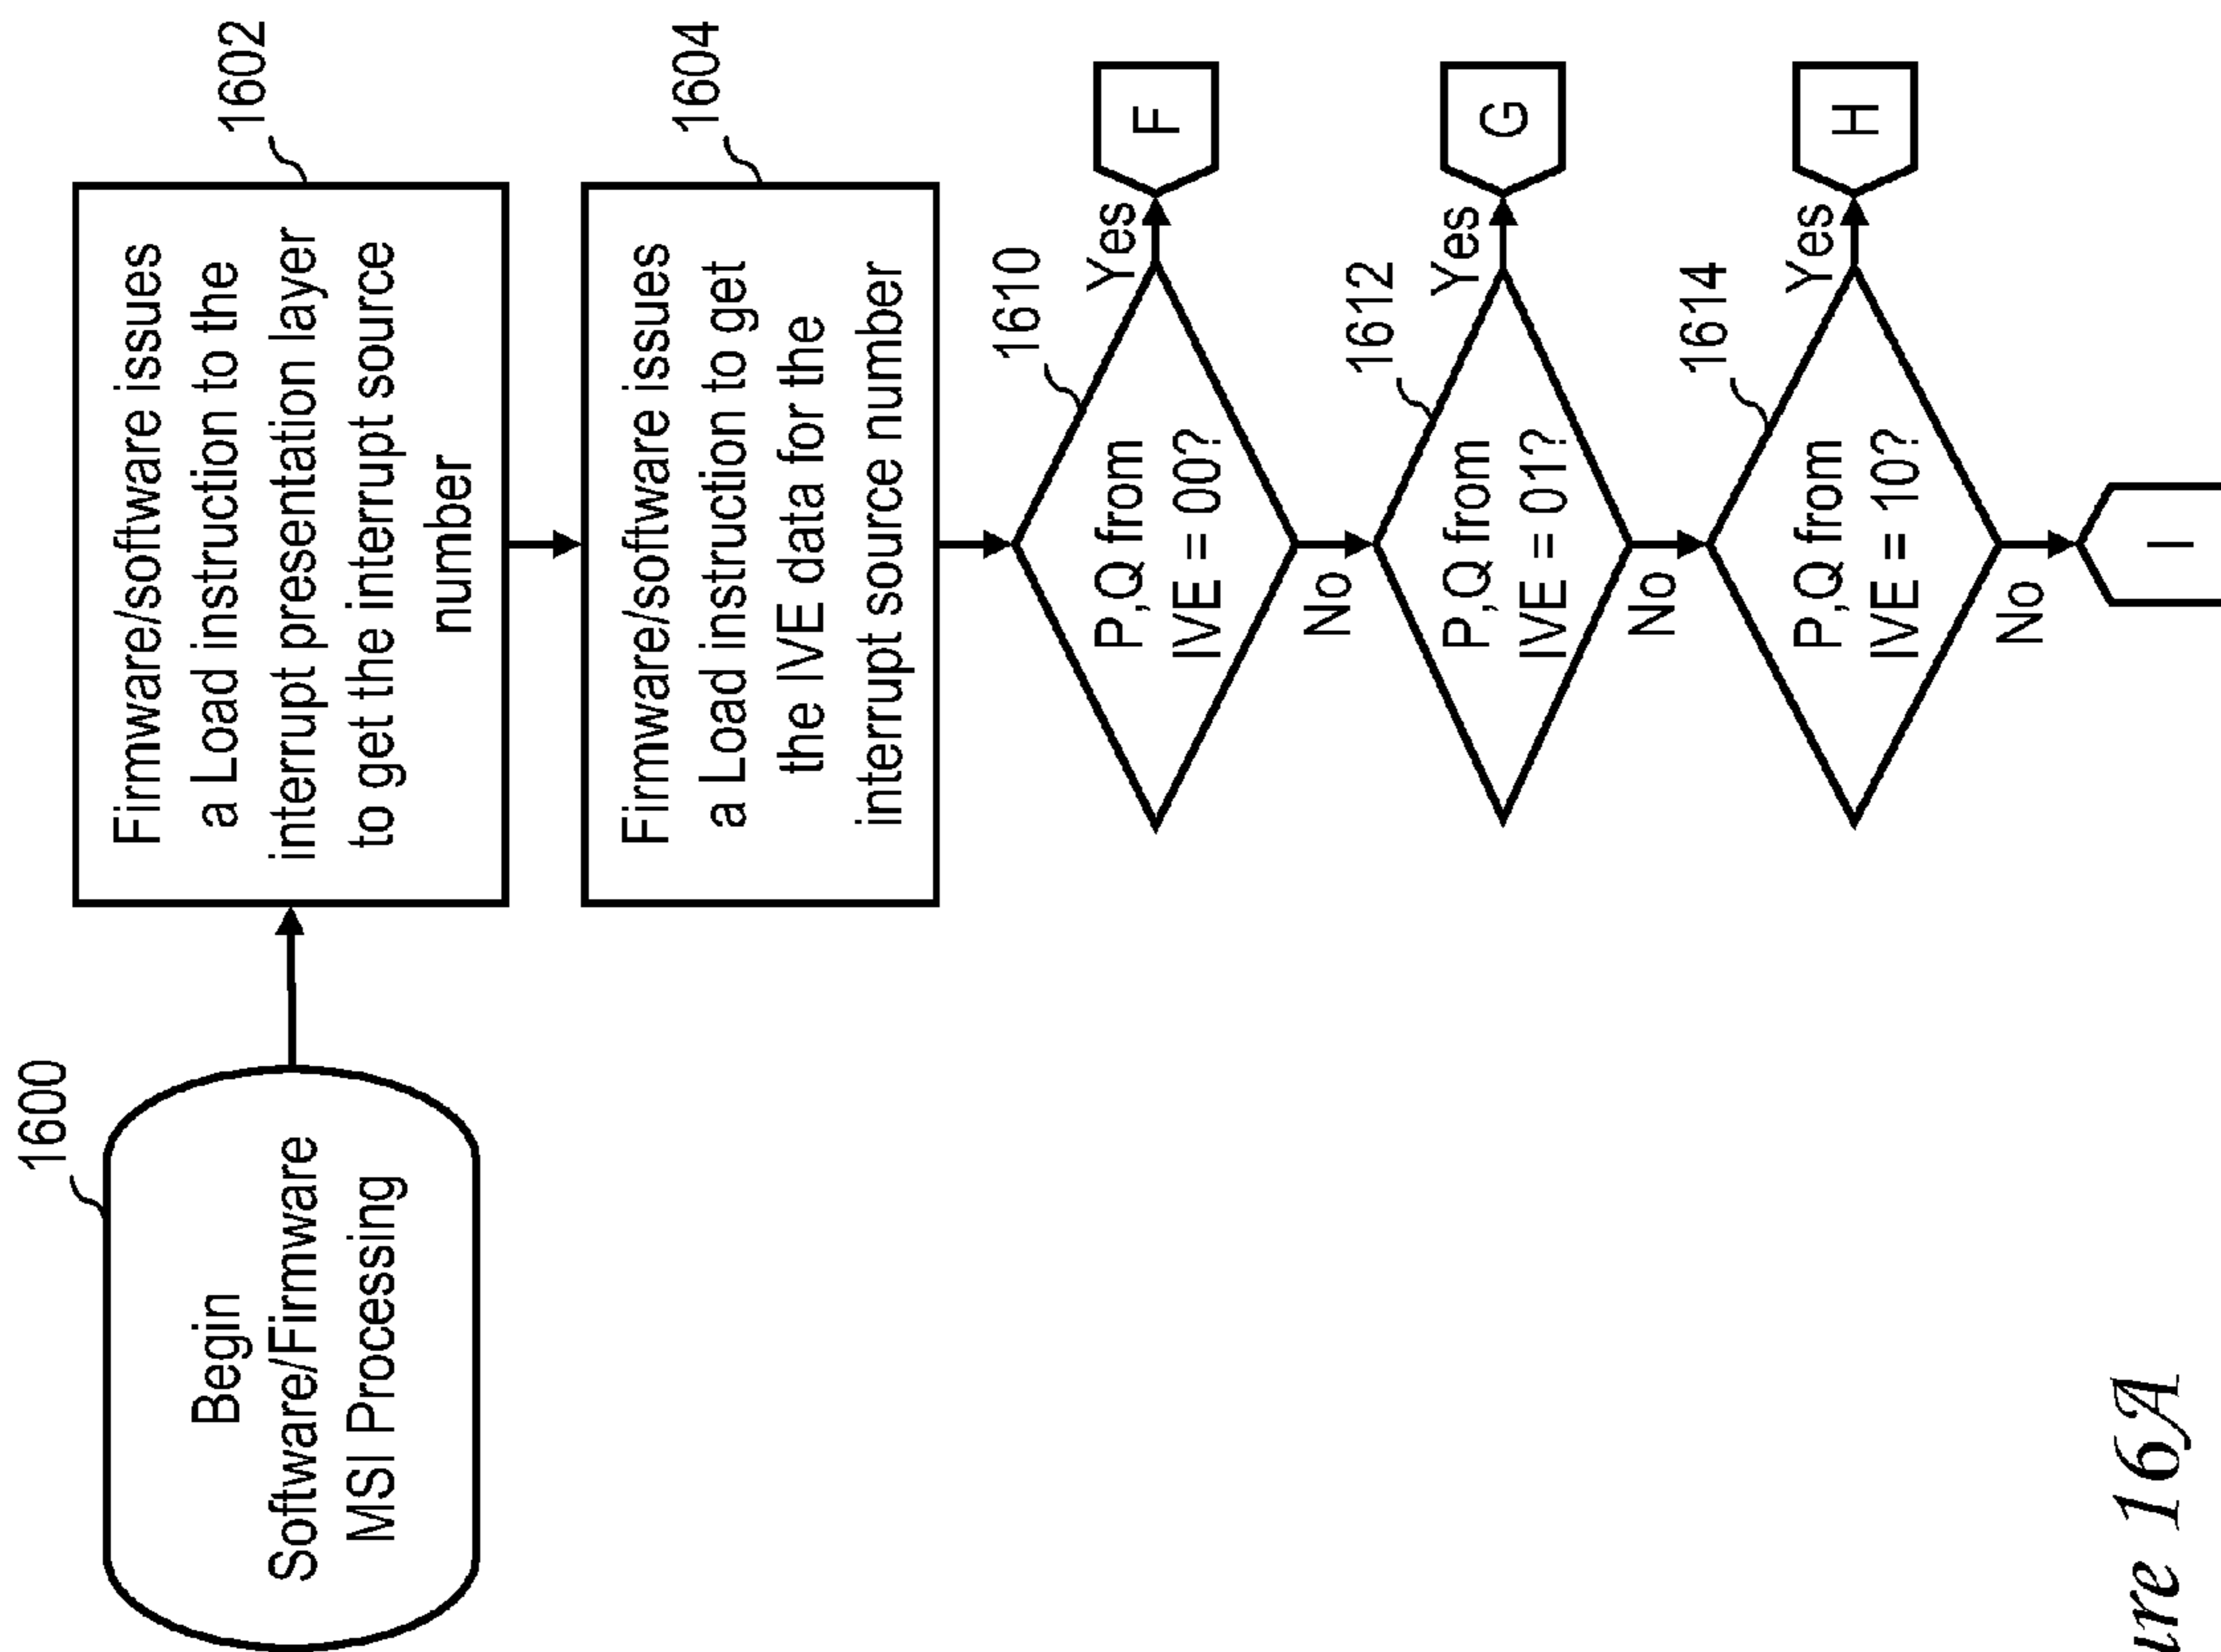 1600
Begin
Software/Firmware
MSI Processing
1602
Firmware/software issues
a Load instruction to the
interrupt presentation layer
to get the interrupt source
number
1604
Firmware/software issues
a Load instruction to get
the IVE data for the
interrupt source number
1610
P,Q from
IVE = 00?
Yes
F
No
1612
P,Q from
IVE = 01?
Yes
G
No
1614
P,Q from
IVE = 10?
Yes
H
No
I
16A